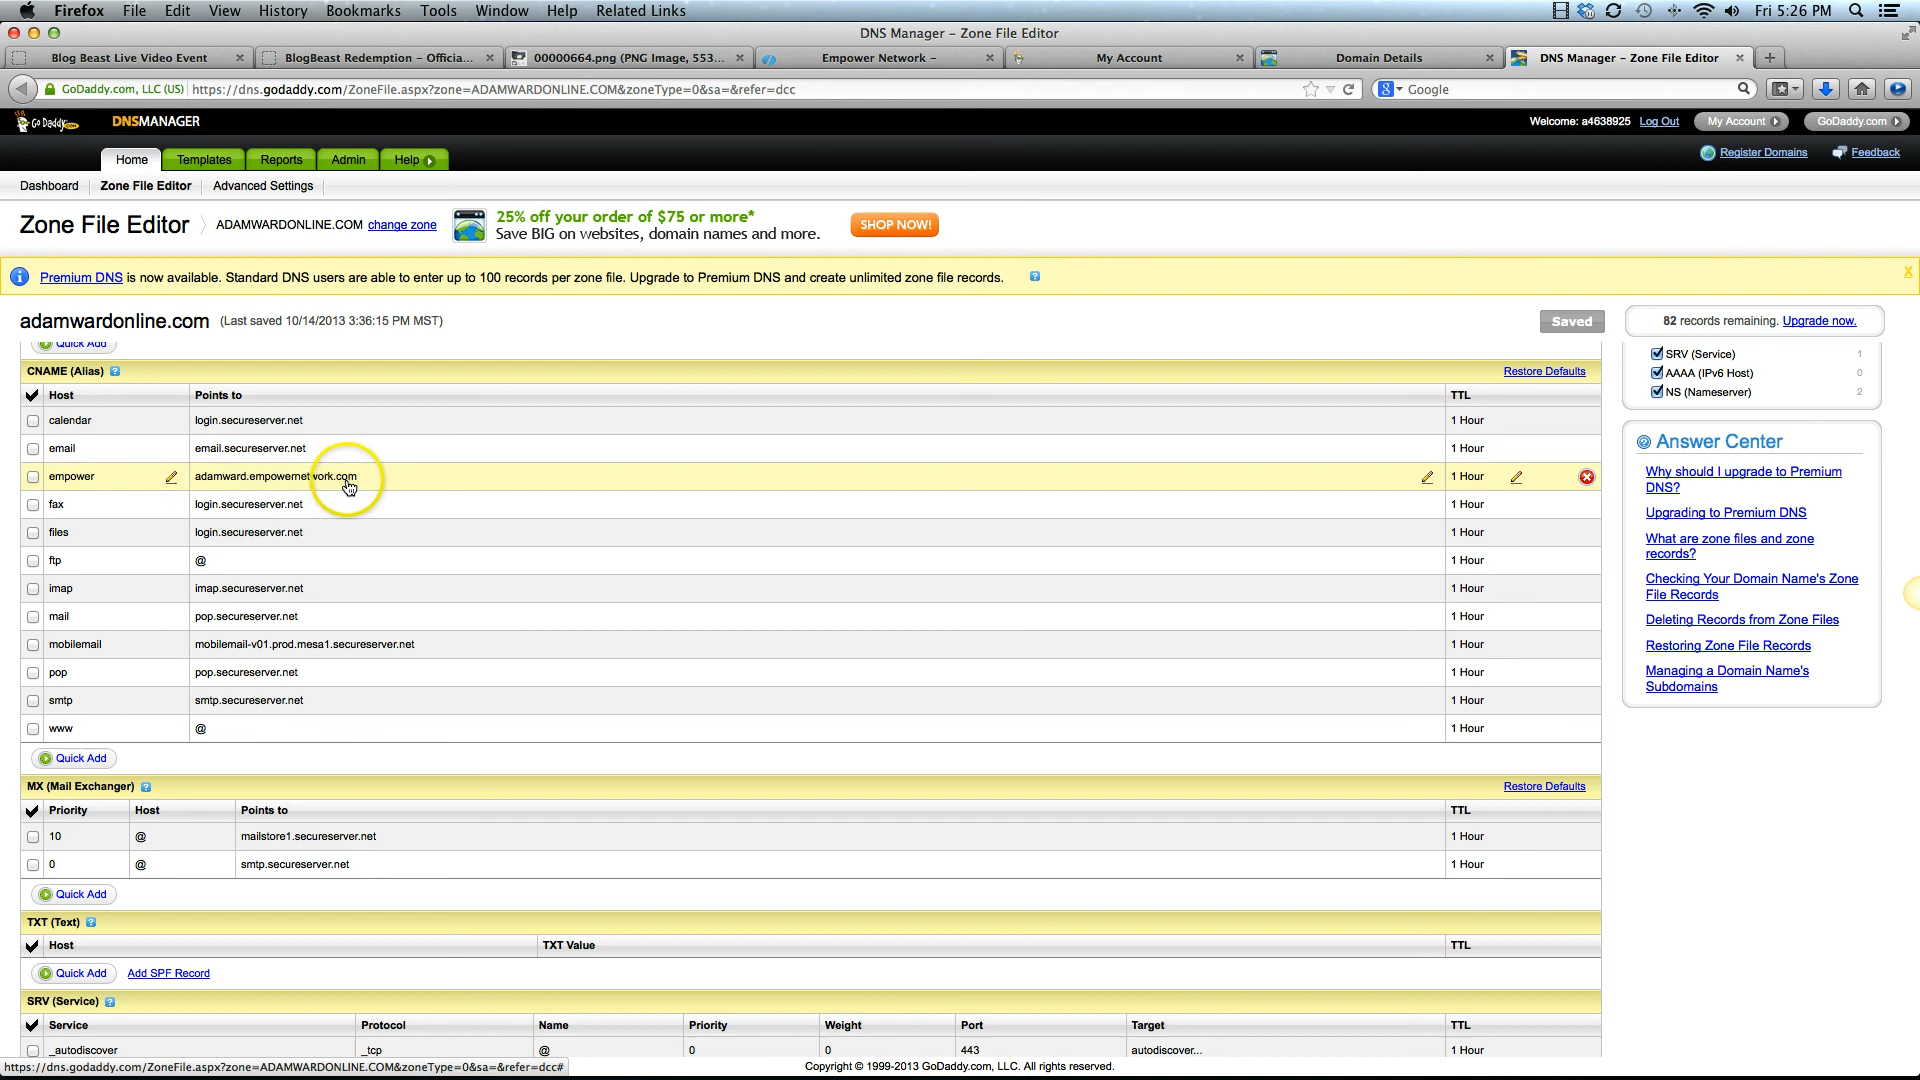 Firefox File Edit View History Bookmarks Tools Window Help Related Links Fri 5:26 PM
DNS Manager – Zone File Editor
Blog Beast Live Video Event BlogBeast Redemption – Officia... 00000664.png (PNG Image, 553... Empower Network – My Account Domain Details DNS Manager – Zone File Editor
GoDaddy.com, LLC (US) https://dns.godaddy.com/ZoneFile.aspx?zone=ADAMWARDONLINE.COM&zoneType=0&sa=&refer=dcc Google
Go Daddy.com DNSMANAGER Welcome: a4638925 Log Out My Account GoDaddy.com
Home Templates Reports Admin Help Register Domains Feedback
Dashboard Zone File Editor Advanced Settings
Zone File Editor ADAMWARDONLINE.COM change zone 25% off your order of $75 or more* SHOP NOW!
Save BIG on websites, domain names and more.
Premium DNS is now available. Standard DNS users are able to enter up to 100 records per zone file. Upgrade to Premium DNS and create unlimited zone file records. ? X
adamwardonline.com (Last saved 10/14/2013 3:36:15 PM MST) Saved 82 records remaining. Upgrade now.
Quick Add
CNAME (Alias) ? Restore Defaults
Host Points to TTL
calendar login.secureserver.net 1 Hour
email email.secureserver.net 1 Hour
empower adamward.empowernetwork.com 1 Hour
fax login.secureserver.net 1 Hour
files login.secureserver.net 1 Hour
ftp @ 1 Hour
imap imap.secureserver.net 1 Hour
mail pop.secureserver.net 1 Hour
mobilemail mobilemail-v01.prod.mesa1.secureserver.net 1 Hour
pop pop.secureserver.net 1 Hour
smtp smtp.secureserver.net 1 Hour
www @ 1 Hour
Quick Add
MX (Mail Exchanger) ? Restore Defaults
Priority Host Points to TTL
10 @ mailstore1.secureserver.net 1 Hour
0 @ smtp.secureserver.net 1 Hour
Quick Add
TXT (Text) ?
Host TXT Value TTL
Quick Add Add SPF Record
SRV (Service) ?
Service Protocol Name Priority Weight Port Target TTL
_autodiscover _tcp @ 0 0 443 autodiscover... 1 Hour
SRV (Service) 1
AAAA (IPv6 Host) 0
NS (Nameserver) 2
Answer Center
Why should I upgrade to Premium
DNS?
Upgrading to Premium DNS
What are zone files and zone
records?
Checking Your Domain Name's Zone
File Records
Deleting Records from Zone Files
Restoring Zone File Records
Managing a Domain Name's
Subdomains
https://dns.godaddy.com/ZoneFile.aspx?zone=ADAMWARDONLINE.COM&zoneType=0&sa=&refer=dcc# Copyright © 1999-2013 GoDaddy.com, LLC. All rights reserved.